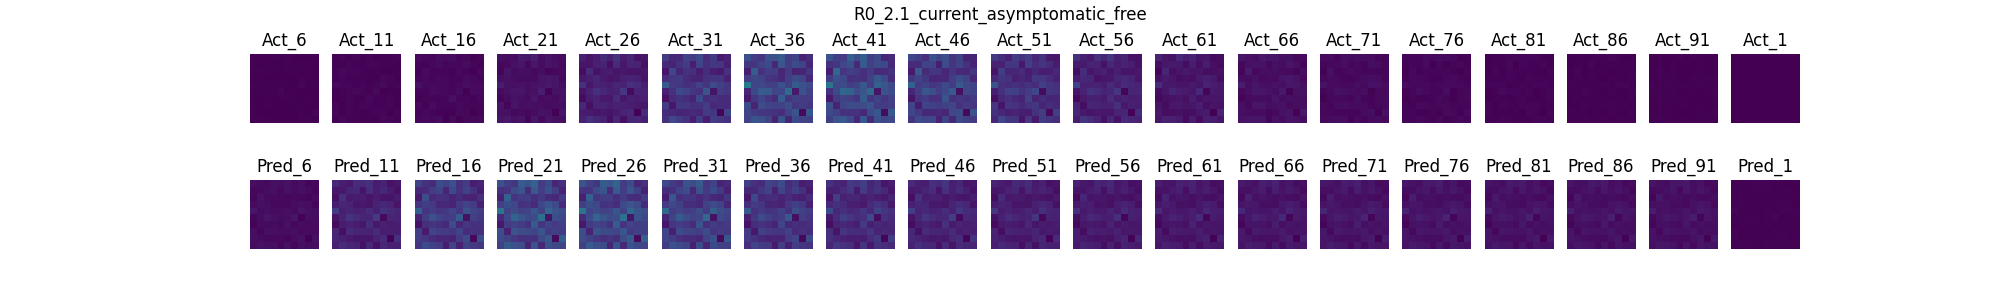 R0_2.1_current_asymptomatic_free
Act_6 Act_11 Act_16 Act_21 Act_26 Act_31 Act_36 Act_41 Act_46 Act_51 Act_56 Act_61 Act_66 Act_71 Act_76 Act_81 Act_86 Act_91 Act_1
Pred_6 Pred_11 Pred_16 Pred_21 Pred_26 Pred_31 Pred_36 Pred_41 Pred_46 Pred_51 Pred_56 Pred_61 Pred_66 Pred_71 Pred_76 Pred_81 Pred_86 Pred_91 Pred_1